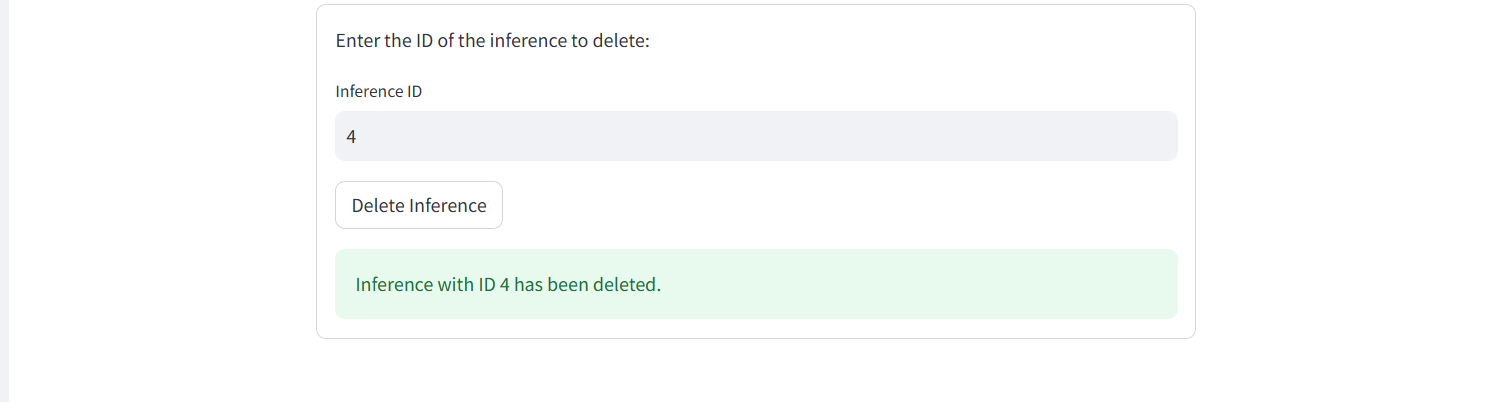 Enter the ID of the inference to delete:
Inference ID
4
Delete Inference
Inference with ID 4 has been deleted.